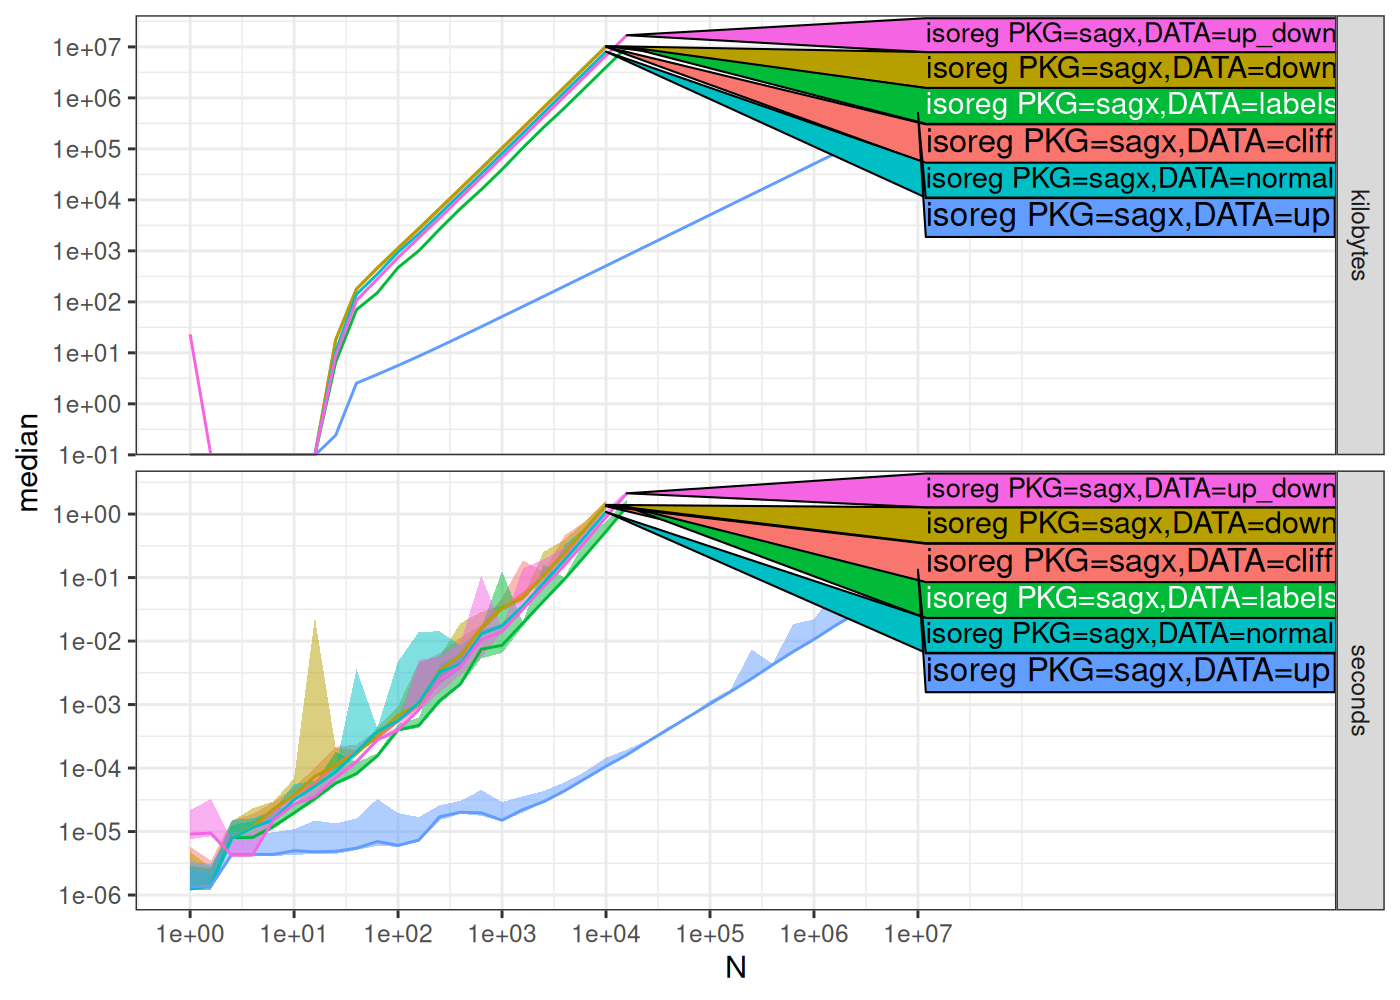 1e+07
1e+06
1e+05
1e+04
1e+03
1e+02
1e+01
1e+00
1e-01
isoreg PKG=sagx,DATA=up_down
isoreg PKG=sagx,DATA=down
isoreg PKG=sagx,DATA=labels
isoreg PKG=sagx,DATA=cliff
isoreg PKG=sagx,DATA=normal
isoreg PKG=sagx,DATA=up
kilobytes
median
1e+00
1e-01
1e-02
1e-03
1e-04
1e-05
1e-06
isoreg PKG=sagx,DATA=up_down
isoreg PKG=sagx,DATA=down
isoreg PKG=sagx,DATA=cliff
isoreg PKG=sagx,DATA=labels
isoreg PKG=sagx,DATA=normal
isoreg PKG=sagx,DATA=up
seconds
1e+00 1e+01 1e+02 1e+03 1e+04 1e+05 1e+06 1e+07
N